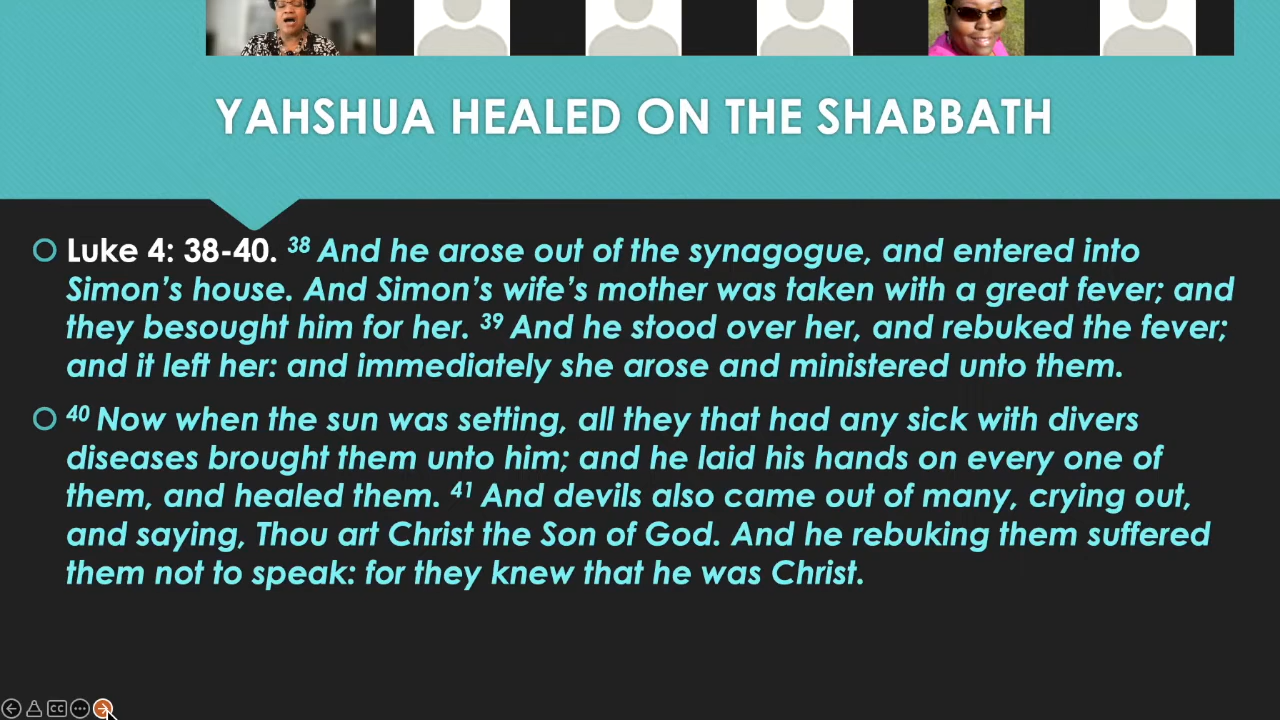 YAHSHUA HEALED ON THE SHABBATH
Luke 4: 38-40. 38 And he arose out of the synagogue, and entered into
Simon’s house. And Simon’s wife’s mother was taken with a great fever; and
they besought him for her. 39 And he stood over her, and rebuked the fever;
and it left her: and immediately she arose and ministered unto them.
40 Now when the sun was setting, all they that had any sick with divers
diseases brought them unto him; and he laid his hands on every one of
them, and healed them. 41 And devils also came out of many, crying out,
and saying, Thou art Christ the Son of God. And he rebuking them suffered
them not to speak: for they knew that he was Christ.
CC